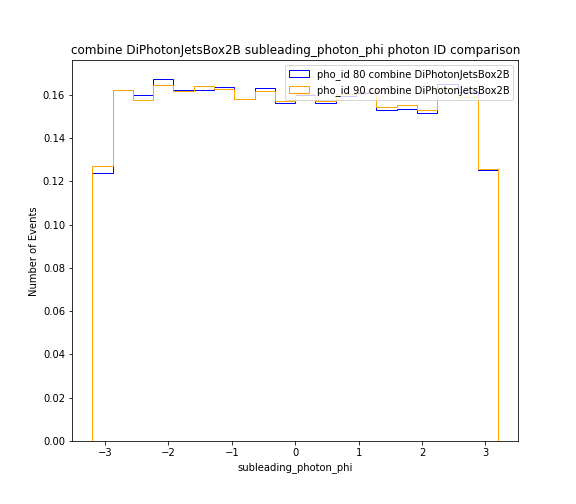 combine DiPhotonJetsBox2B subleading_photon_phi photon ID comparison
pho_id 80 combine DiPhotonJetsBox2B
pho_id 90 combine DiPhotonJetsBox2B
Number of Events
0.16
0.14
0.12
0.10
0.08
0.06
0.04
0.02
0.00
−3 −2 −1 0 1 2 3
subleading_photon_phi